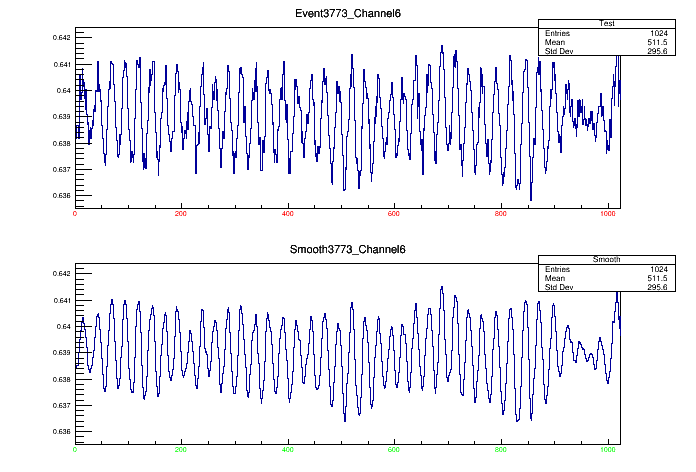 Event3773_Channel6
Test
Entries 1024
Mean 511.5
Std Dev 295.6
0.642
0.641
0.64
0.639
0.638
0.637
0.636
0 200 400 600 800 1000
Smooth3773_Channel6
Smooth
Entries 1024
Mean 511.5
Std Dev 295.6
0.642
0.641
0.64
0.639
0.638
0.637
0.636
0 200 400 600 800 1000